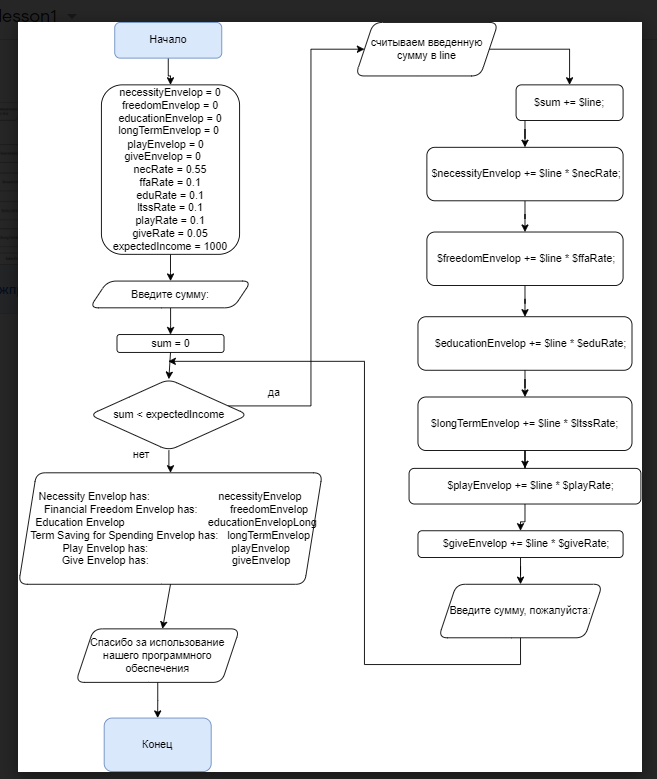 lesson1
Начало
necessityEnvelop = 0
freedomEnvelop = 0
educationEnvelop = 0
longTermEnvelop = 0
playEnvelop = 0
giveEnvelop = 0
necRate = 0.55
ffaRate = 0.1
eduRate = 0.1
ltssRate = 0.1
playRate = 0.1
giveRate = 0.05
expectedIncome = 1000
Введите сумму:
sum = 0
sum < expectedIncome
да
нет
Necessity Envelop has: necessityEnvelop
Financial Freedom Envelop has: freedomEnvelop
Education Envelop educationEnvelopLong
Term Saving for Spending Envelop has: longTermEnvelop
Play Envelop has: playEnvelop
Give Envelop has: giveEnvelop
Спасибо за использование
нашего программного
обеспечения
Конец
считываем введенную
сумму в line
$sum += $line;
$necessityEnvelop += $line * $necRate;
$freedomEnvelop += $line * $ffaRate;
$educationEnvelop += $line * $eduRate;
$longTermEnvelop += $line * $ltssRate;
$playEnvelop += $line * $playRate;
$giveEnvelop += $line * $giveRate;
Введите сумму, пожалуйста: